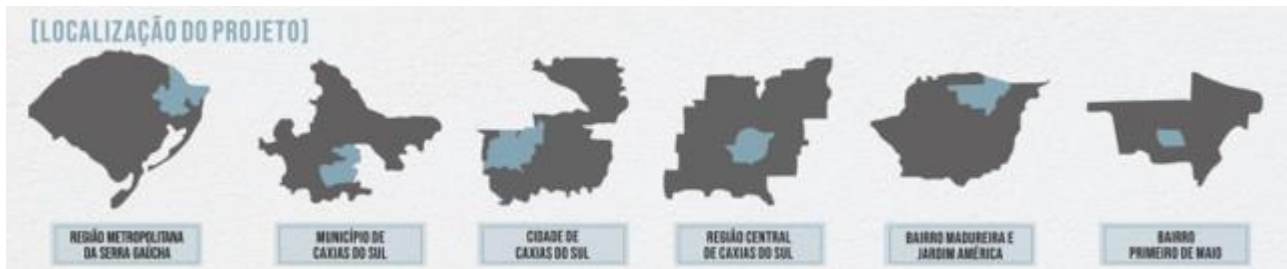 [LOCALIZAÇÃO DO PROJETO]
REGIÃO METROPOLITANA
DA SERRA GAÚCHA
MUNICÍPIO DE
CAXIAS DO SUL
CIDADE DE
CAXIAS DO SUL
REGIÃO CENTRAL
DE CAXIAS DO SUL
BAIRRO MADUREIRA E
JARDIM AMÉRICA
BAIRRO
PRIMEIRO DE MAIO